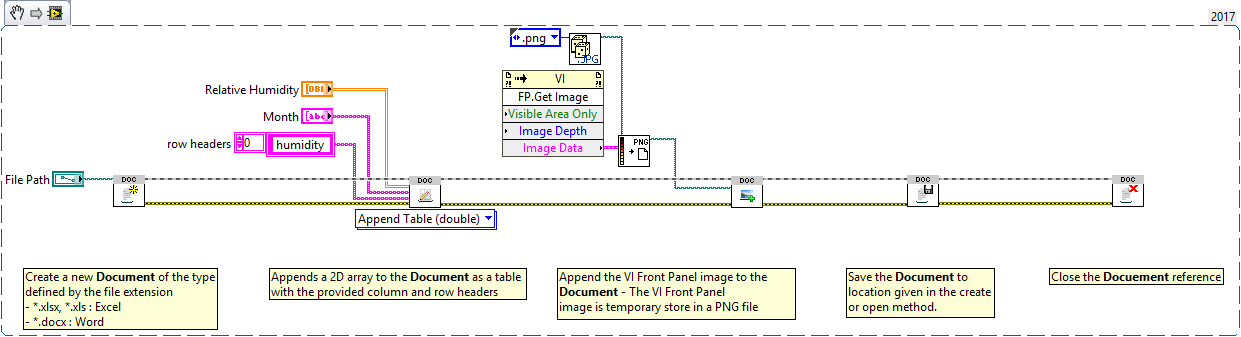 2017
.png
.JPG
VI
FP.Get Image
Visible Area Only
Image Depth
Image Data
PNG
Relative Humidity
[DBL]
Month
[abc]
row headers
0
humidity
File Path
DOC
DOC
DOC
DOC
DOC
Append Table (double)
Create a new Document of the type
defined by the file extension
- *.xlsx, *.xls : Excel
- *.docx : Word
Appends a 2D array to the Document as a table
with the provided column and row headers
Append the VI Front Panel image to the
Document - The VI Front Panel
image is temporary store in a PNG file
Save the Document to
location given in the create
or open method.
Close the Docuement reference